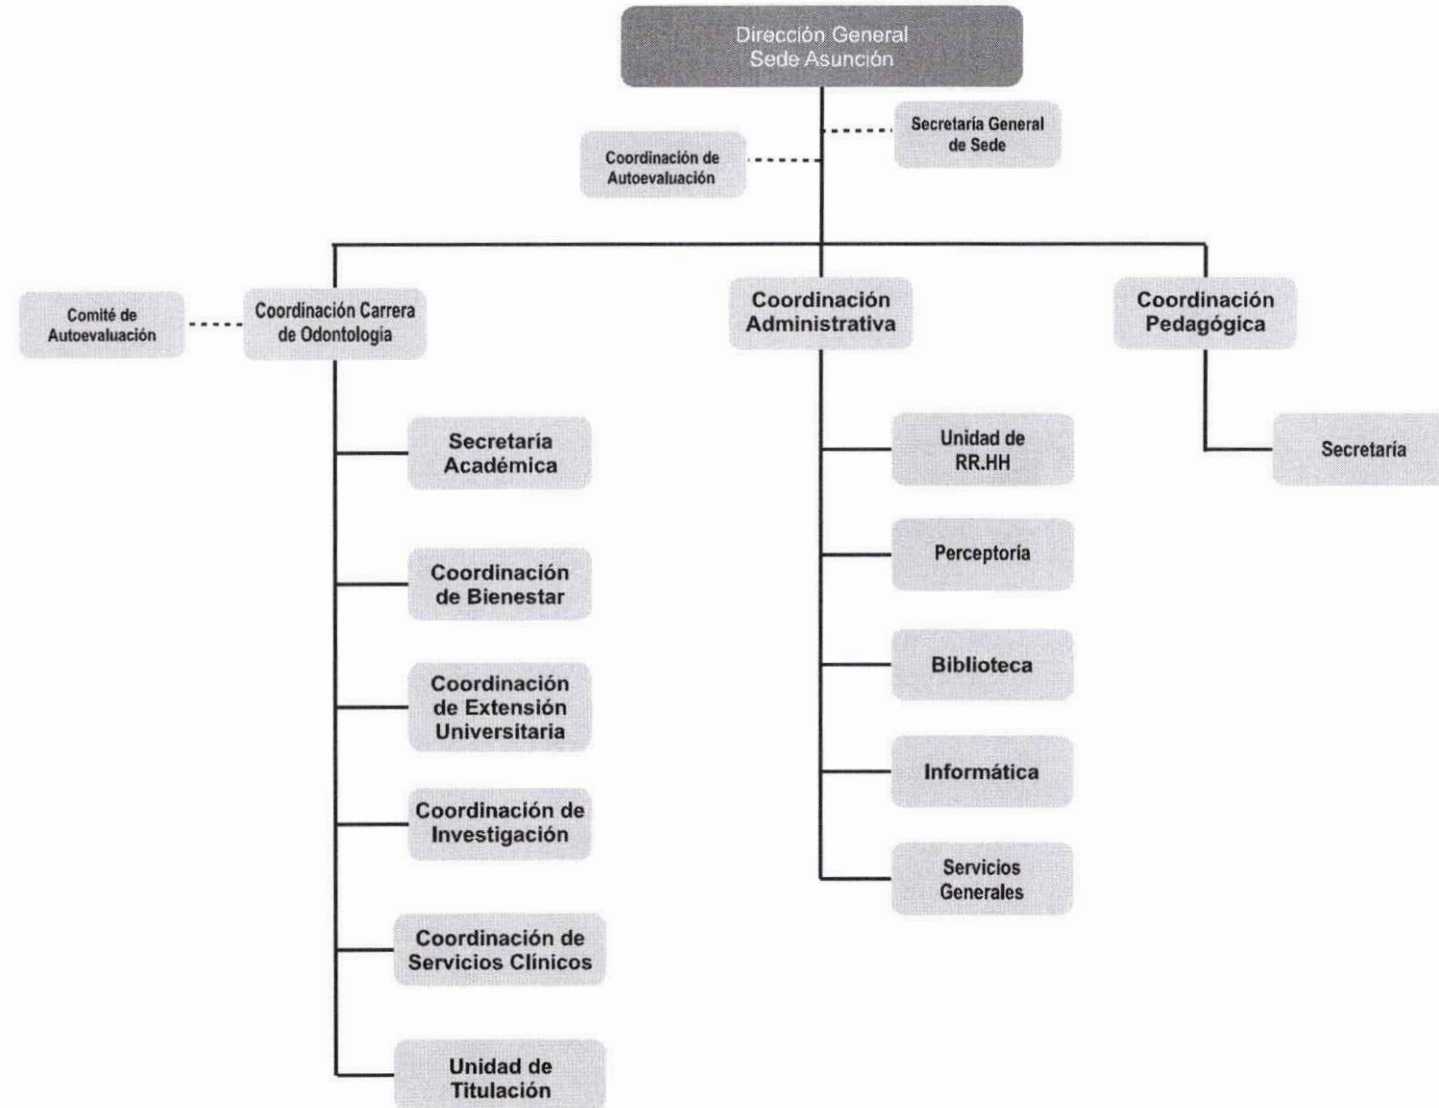 Dirección General
Sede Asunción
Secretaría General
de Sede
Coordinación de
Autoevaluación
Comité de
Autoevaluación
Coordinación Carrera
de Odontología
Coordinación
Administrativa
Coordinación
Pedagógica
Secretaría
Académica
Coordinación
de Bienestar
Coordinación
de Extensión
Universitaria
Coordinación de
Investigación
Coordinación de
Servicios Clínicos
Unidad de
Titulación
Unidad de
RR.HH
Perceptoría
Biblioteca
Informática
Servicios
Generales
Secretaría